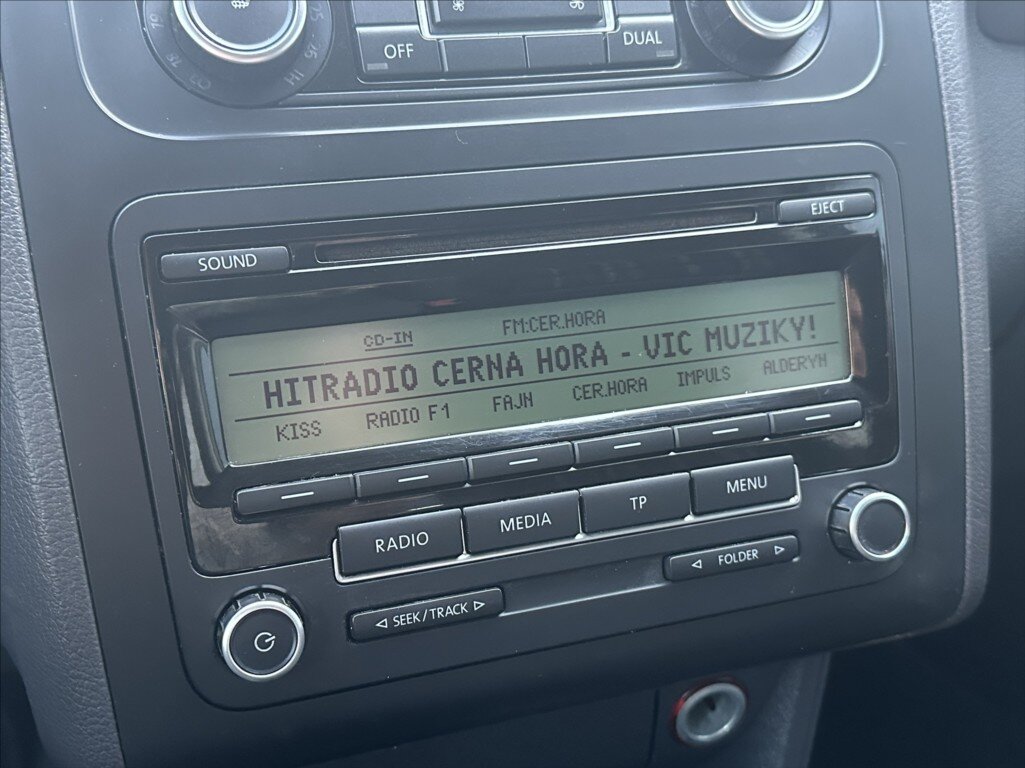 OFF DUAL
EJECT
SOUND
CD-IN FM:CER.HORA
HITRADIO CERNA HORA - VIC MUZIKY!
KISS RADIO F1 FAJN CER.HORA IMPULS ALDERYH
RADIO MEDIA TP MENU
◁ SEEK/TRACK ▷ ◁ FOLDER ▷